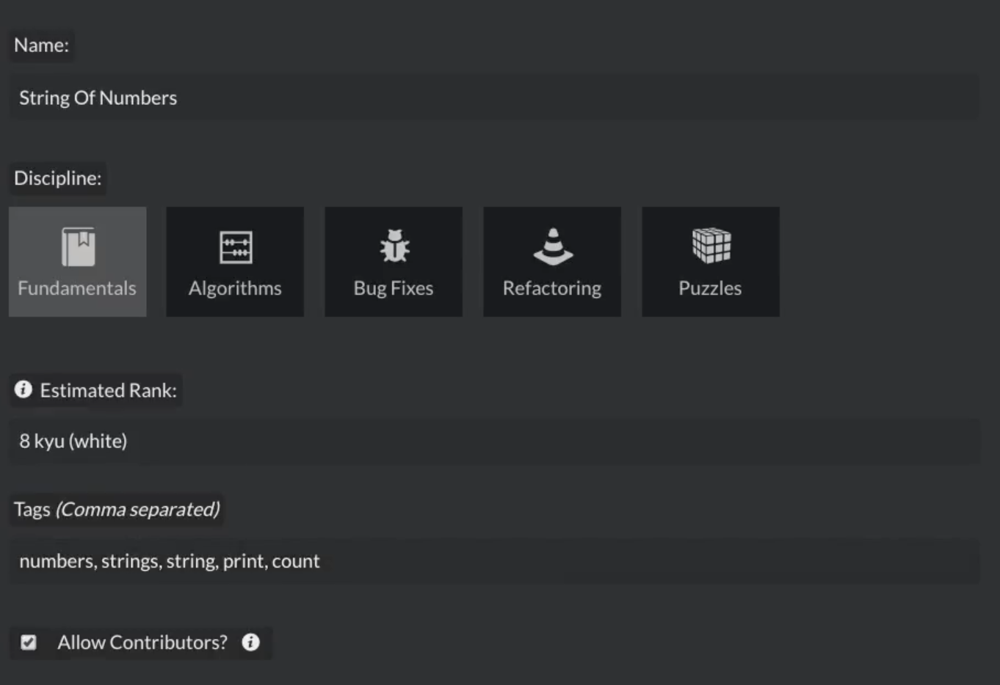 Name:
String Of Numbers
Discipline:
Fundamentals
Algorithms
Bug Fixes
Refactoring
Puzzles
Estimated Rank:
8 kyu (white)
Tags (Comma separated)
numbers, strings, string, print, count
Allow Contributors?